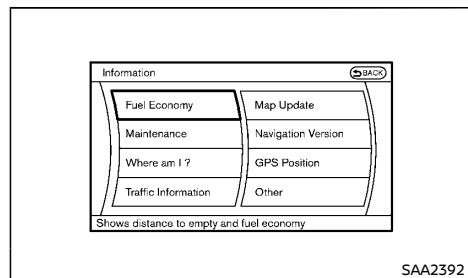 Information
BACK
Fuel Economy
Map Update
Maintenance
Navigation Version
Where am I ?
GPS Position
Traffic Information
Other
Shows distance to empty and fuel economy
SAA2392